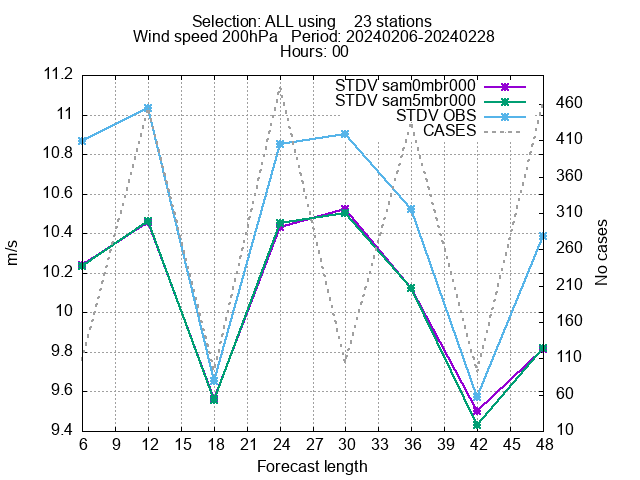 Selection: ALL using    23 stations
Wind speed 200hPa   Period: 20240206-20240228
Hours: 00
STDV sam0mbr000
STDV sam5mbr000
STDV OBS
CASES
11.2
11
10.8
10.6
10.4
10.2
10
9.8
9.6
9.4
m/s
460
410
360
310
260
210
160
110
60
10
No cases
6 9 12 15 18 21 24 27 30 33 36 39 42 45 48
Forecast length